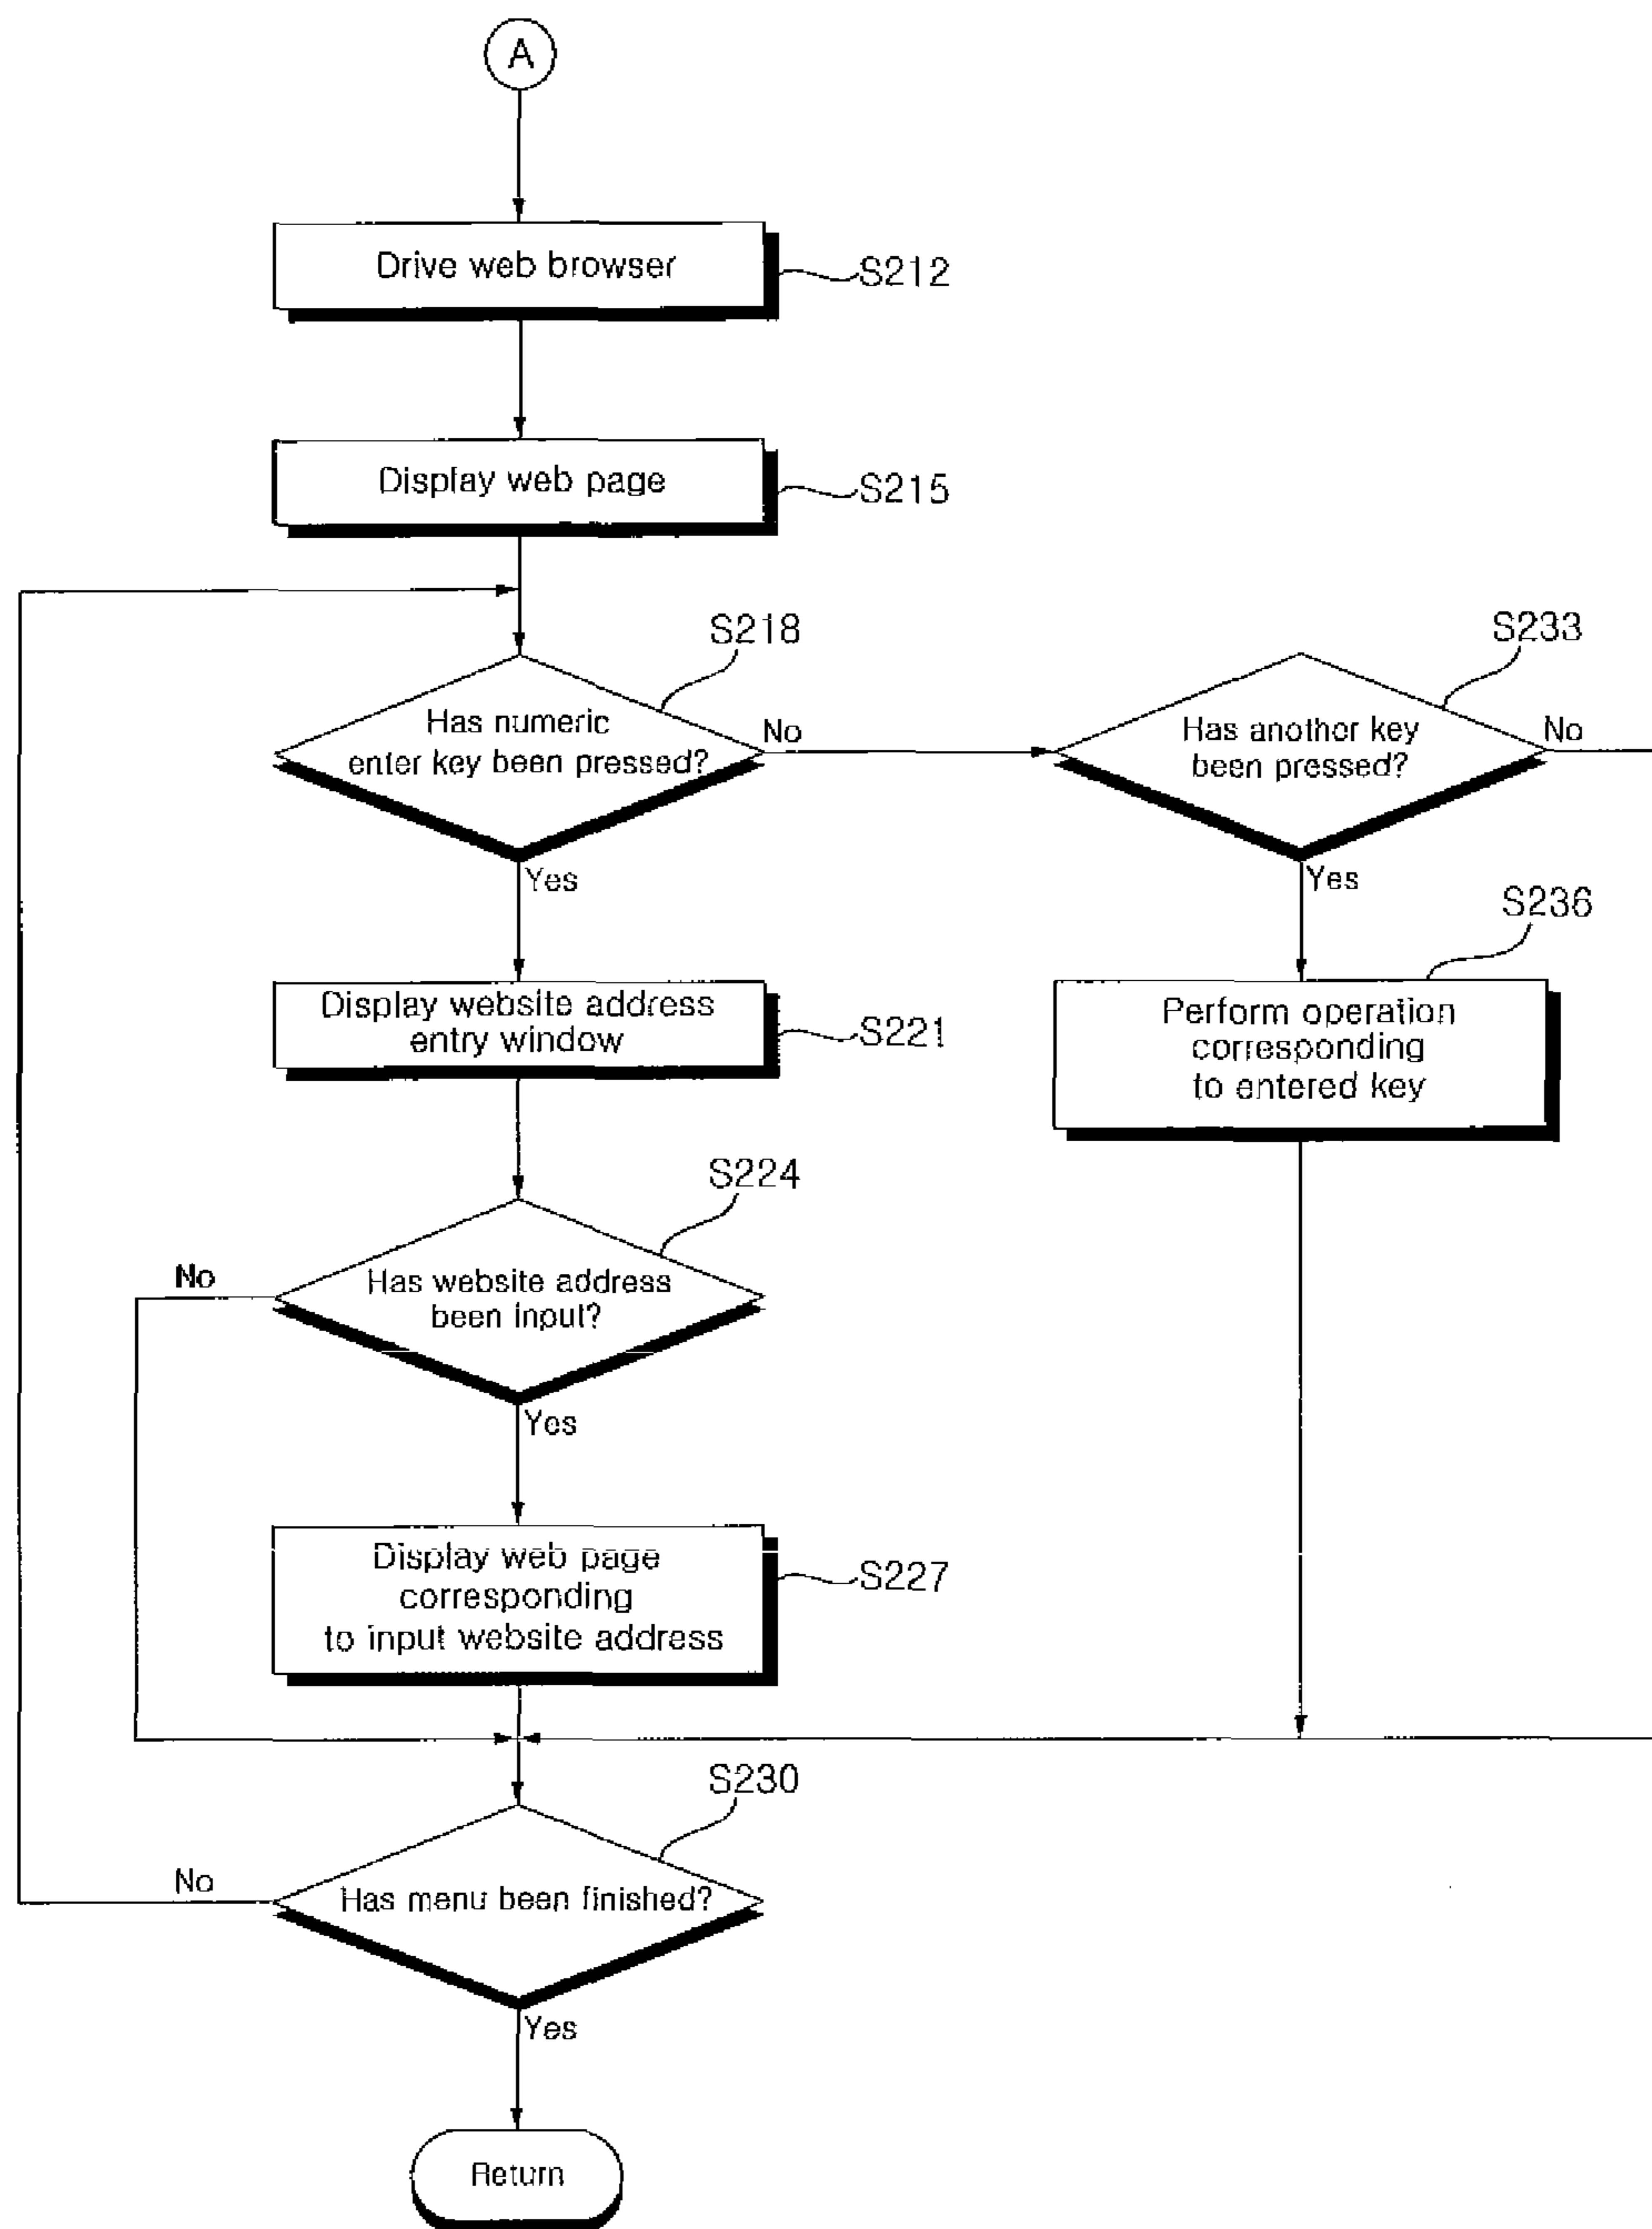 A
Drive web browser
S212
Display web page
S215
S218
Has numeric
enter key been pressed?
No
Yes
S233
Has another key
been pressed?
No
Yes
S236
Perform operation
corresponding
to entered key
Display website address
entry window
S221
S224
Has website address
been input?
No
Yes
Display web page
corresponding
to input website address
S227
S230
Has menu been finished?
No
Yes
Return